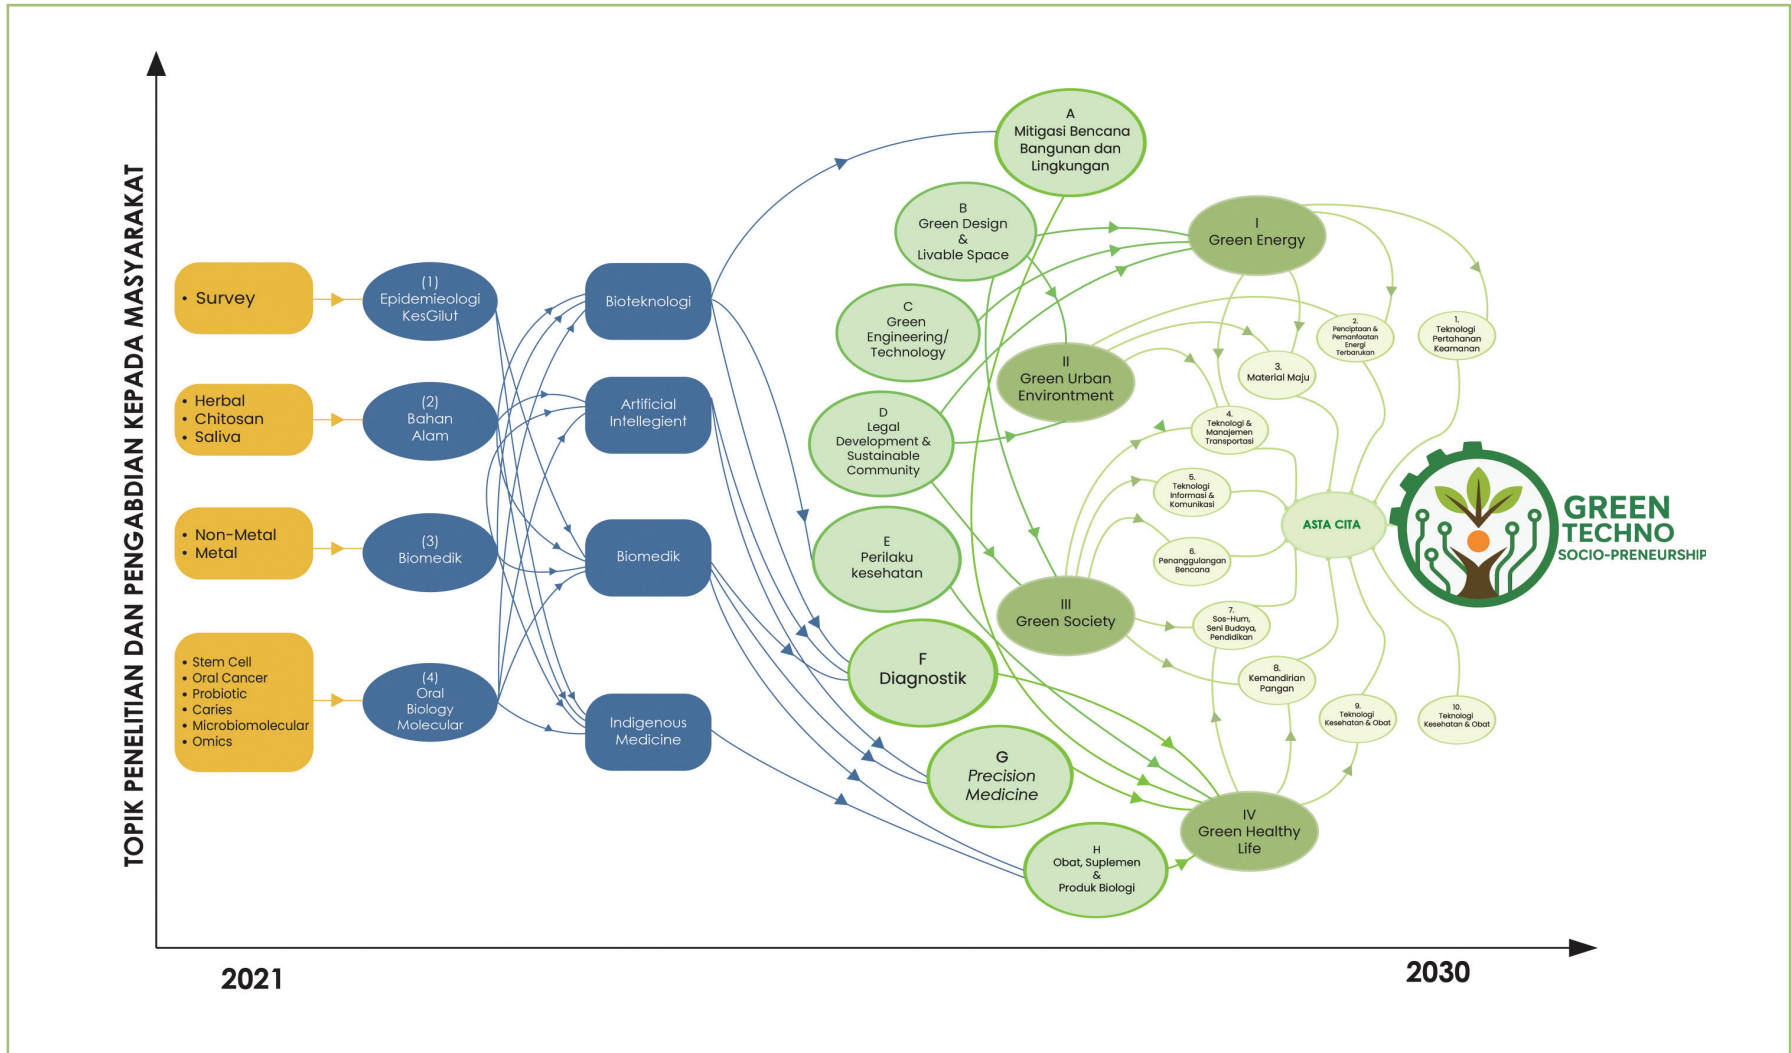 TOPIK PENELITIAN DAN PENGABDIAN KEPADA MASYARAKAT
• Survey
• Herbal
• Chitosan
• Saliva
• Non-Metal
• Metal
• Stem Cell
• Oral Cancer
• Probiotic
• Caries
• Microbiomolecular
• Omics
(1)
Epidemieologi
KesGilut
(2)
Bahan
Alam
(3)
Biomedik
(4)
Oral
Biology
Molecular
Bioteknologi
Artificial
Intellegient
Biomedik
Indigenous
Medicine
A
Mitigasi Bencana
Bangunan dan
Lingkungan
B
Green Design
&
Livable Space
C
Green
Engineering/
Technology
D
Legal
Development &
Sustainable
Community
E
Perilaku
kesehatan
F
Diagnostik
G
Precision
Medicine
H
Obat, Suplemen
&
Produk Biologi
I
Green Energy
II
Green Urban
Environtment
III
Green Society
IV
Green Healthy
Life
1.
Teknologi
Pertahanan
Keamanan
2.
Penciptaan &
Pemanfaatan
Energi
Terbarukan
3.
Material Maju
4.
Teknologi &
Manajemen
Transportasi
5.
Teknologi
Informasi &
Komunikasi
6.
Penanggulangan
Bencana
7.
Sos-Hum,
Seni Budaya,
Pendidikan
8.
Kemandirian
Pangan
9.
Teknologi
Kesehatan & Obat
10.
Teknologi
Kesehatan & Obat
ASTA CITA
GREEN
TECHNO
SOCIO-PRENEURSHIP
2021
2030